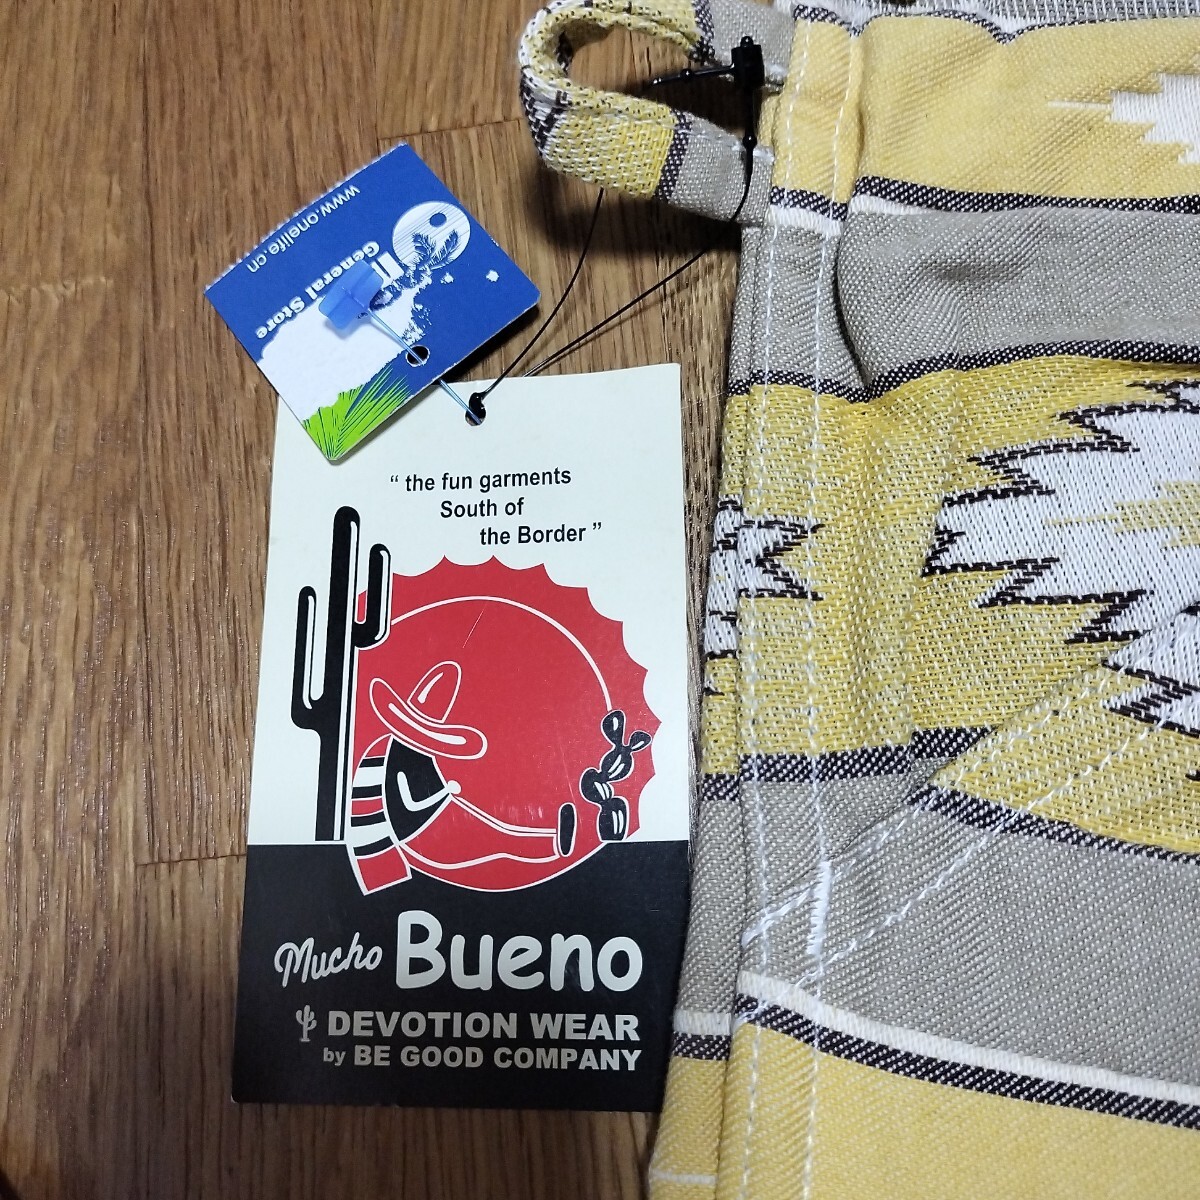 www.onelife.cn
General Store
“ the fun garments
South of
the Border ”
Mucho Bueno
DEVOTION WEAR
by BE GOOD COMPANY